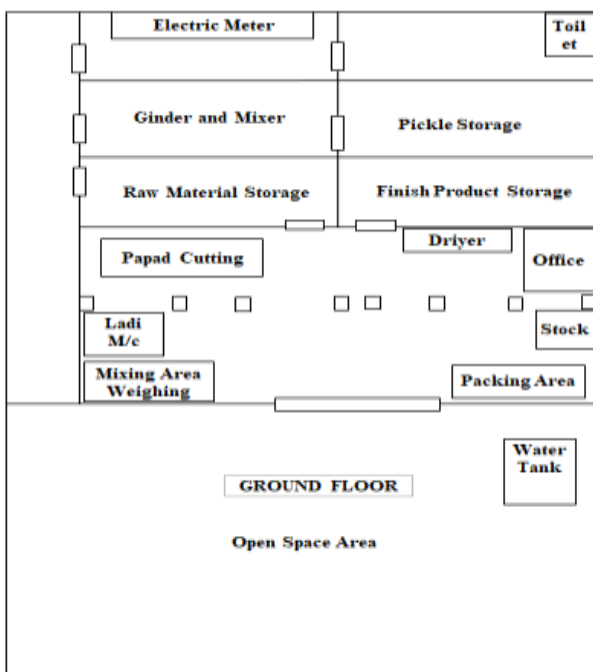 Electric Meter
Toil
et
Ginder and Mixer
Pickle Storage
Raw Material Storage
Finish Product Storage
Driyer
Papad Cutting
Office
Ladi
M/c
Stock
Mixing Area
Weighing
Packing Area
Water
Tank
GROUND FLOOR
Open Space Area